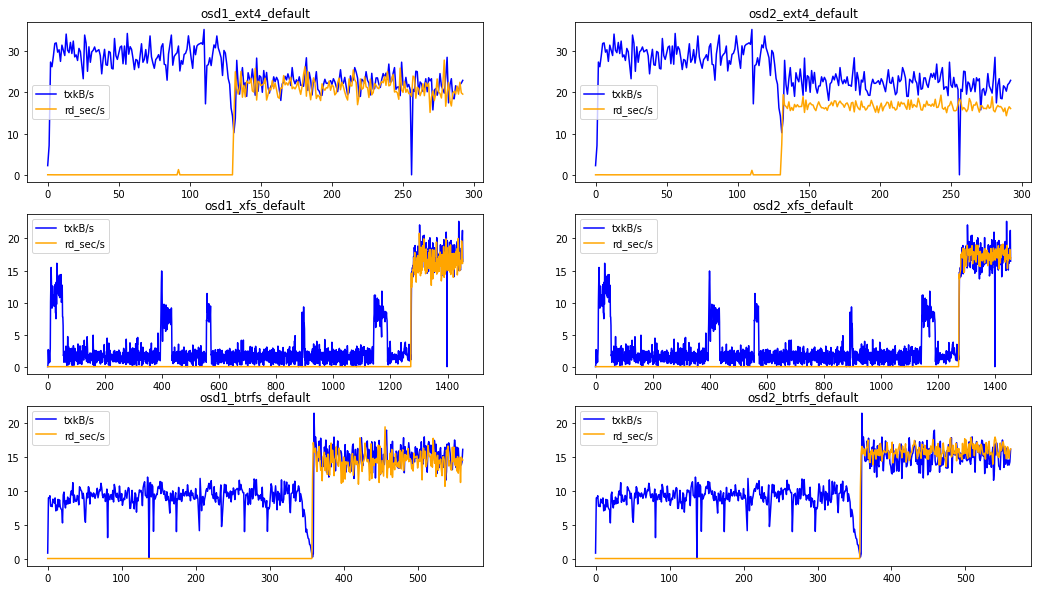 osd1_ext4_default
30
20
10
0
txkB/s
rd_sec/s
0 50 100 150 200 250 300
osd2_ext4_default
30
20
10
0
txkB/s
rd_sec/s
0 50 100 150 200 250 300
osd1_xfs_default
20
15
10
5
0
txkB/s
rd_sec/s
0 200 400 600 800 1000 1200 1400
osd2_xfs_default
20
15
10
5
0
txkB/s
rd_sec/s
0 200 400 600 800 1000 1200 1400
osd1_btrfs_default
20
15
10
5
0
txkB/s
rd_sec/s
0 100 200 300 400 500
osd2_btrfs_default
20
15
10
5
0
txkB/s
rd_sec/s
0 100 200 300 400 500